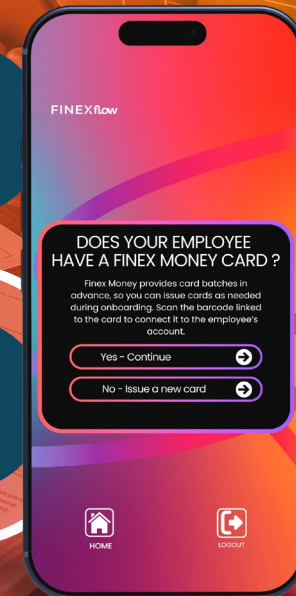 FINEXflow
DOES YOUR EMPLOYEE
HAVE A FINEX MONEY CARD ?
Finex Money provides card batches in
advance, so you can issue cards as needed
during onboarding. Scan the barcode linked
to the card to connect it to the employee's
account.
Yes - Continue
No - Issue a new card
HOME
LOGOUT